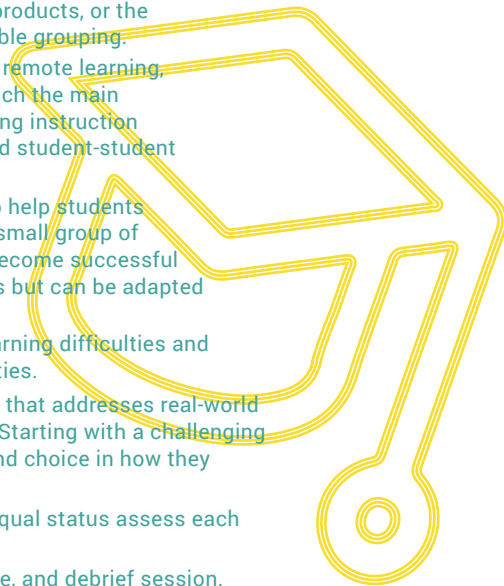 products, or the
ble grouping.
remote learning,
ch the main
ng instruction
d student-student
o help students
small group of
ecome successful
s but can be adapted
arning difficulties and
ties.
that addresses real-world
Starting with a challenging
nd choice in how they
qual status assess each
e, and debrief session.